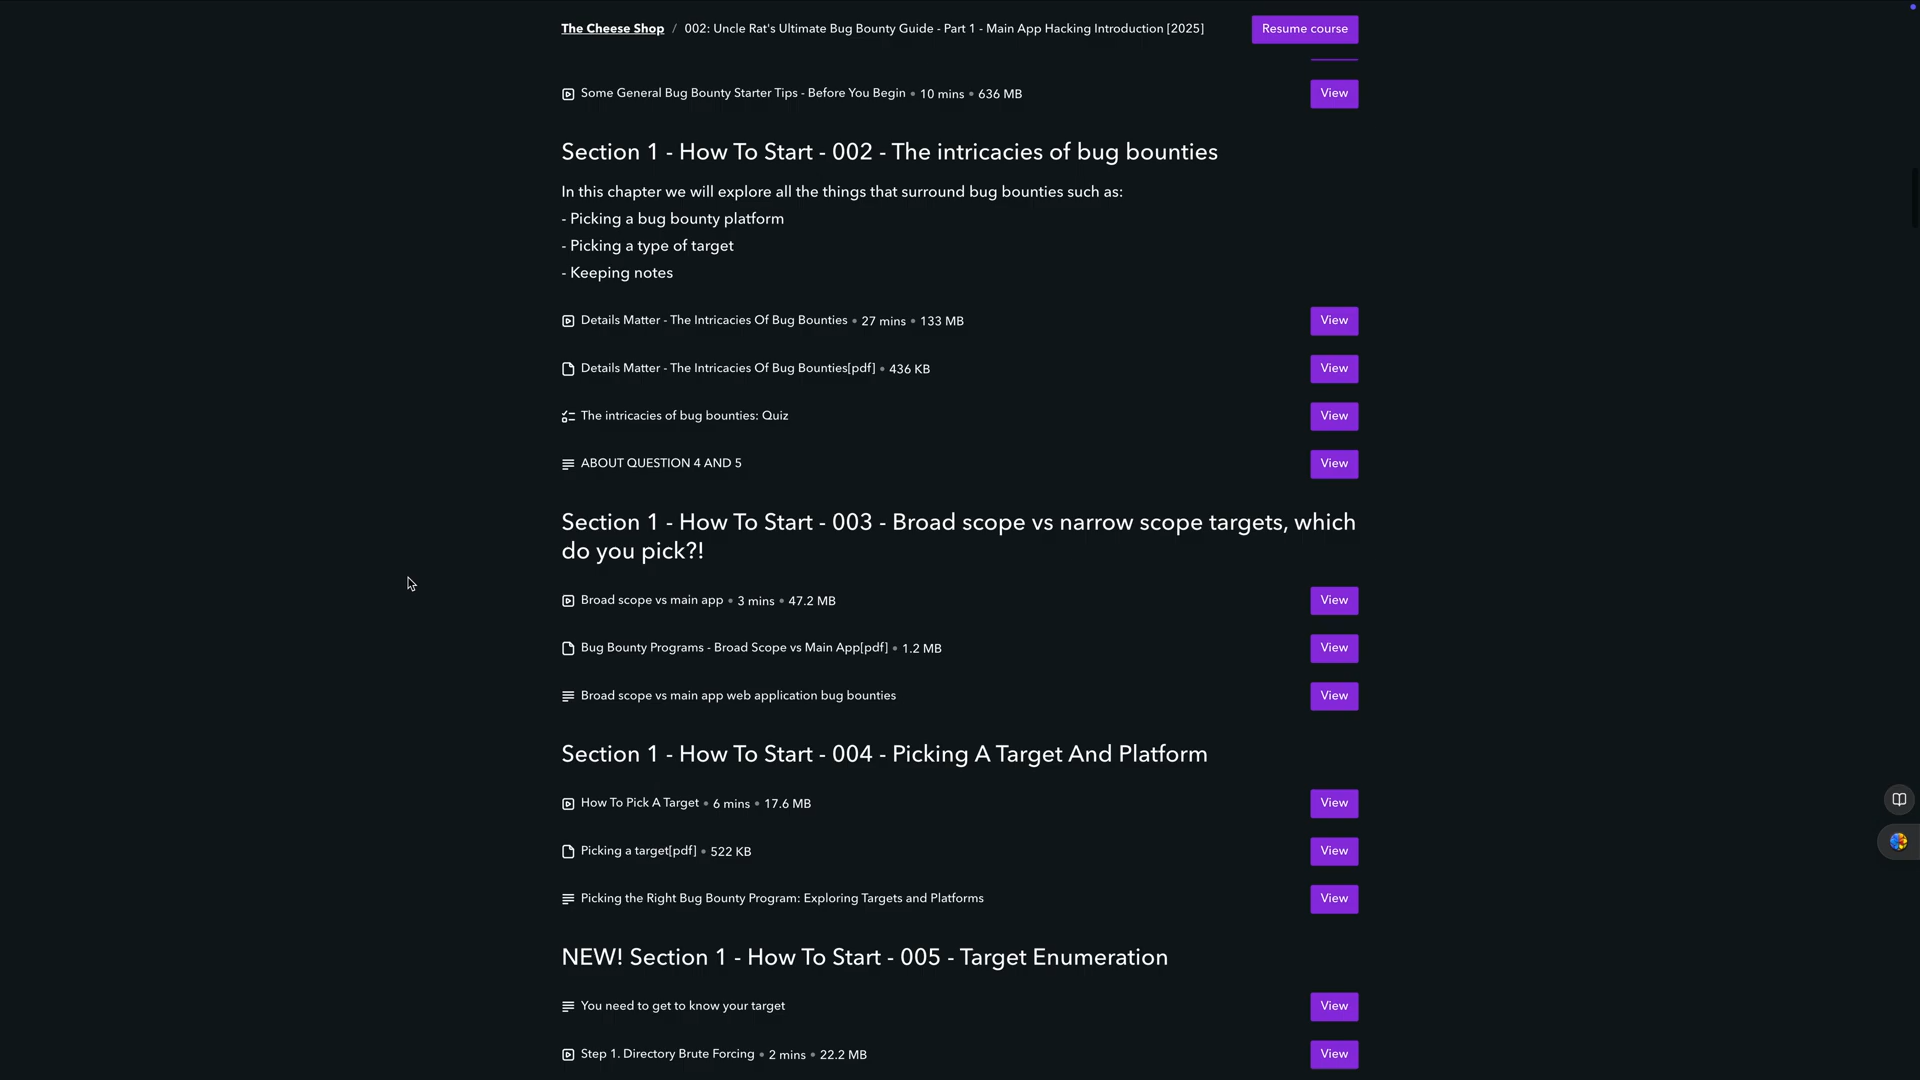 The Cheese Shop / 002: Uncle Rat's Ultimate Bug Bounty Guide - Part 1 - Main App Hacking Introduction [2025] Resume course
Some General Bug Bounty Starter Tips - Before You Begin • 10 mins • 636 MB View
Section 1 - How To Start - 002 - The intricacies of bug bounties
In this chapter we will explore all the things that surround bug bounties such as:
- Picking a bug bounty platform
- Picking a type of target
- Keeping notes
Details Matter - The Intricacies Of Bug Bounties • 27 mins • 133 MB View
Details Matter - The Intricacies Of Bug Bounties[pdf] • 436 KB View
The intricacies of bug bounties: Quiz View
ABOUT QUESTION 4 AND 5 View
Section 1 - How To Start - 003 - Broad scope vs narrow scope targets, which
do you pick?!
Broad scope vs main app • 3 mins • 47.2 MB View
Bug Bounty Programs - Broad Scope vs Main App[pdf] • 1.2 MB View
Broad scope vs main app web application bug bounties View
Section 1 - How To Start - 004 - Picking A Target And Platform
How To Pick A Target • 6 mins • 17.6 MB View
Picking a target[pdf] • 522 KB View
Picking the Right Bug Bounty Program: Exploring Targets and Platforms View
NEW! Section 1 - How To Start - 005 - Target Enumeration
You need to get to know your target View
Step 1. Directory Brute Forcing • 2 mins • 22.2 MB View